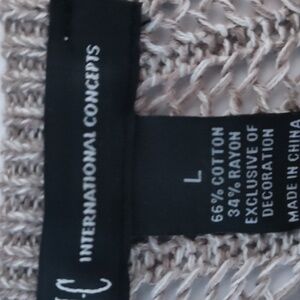 INTERNATIONAL CONCEPTS
L
66% COTTON
34% RAYON
EXCLUSIVE OF
DECORATION
MADE IN CHINA